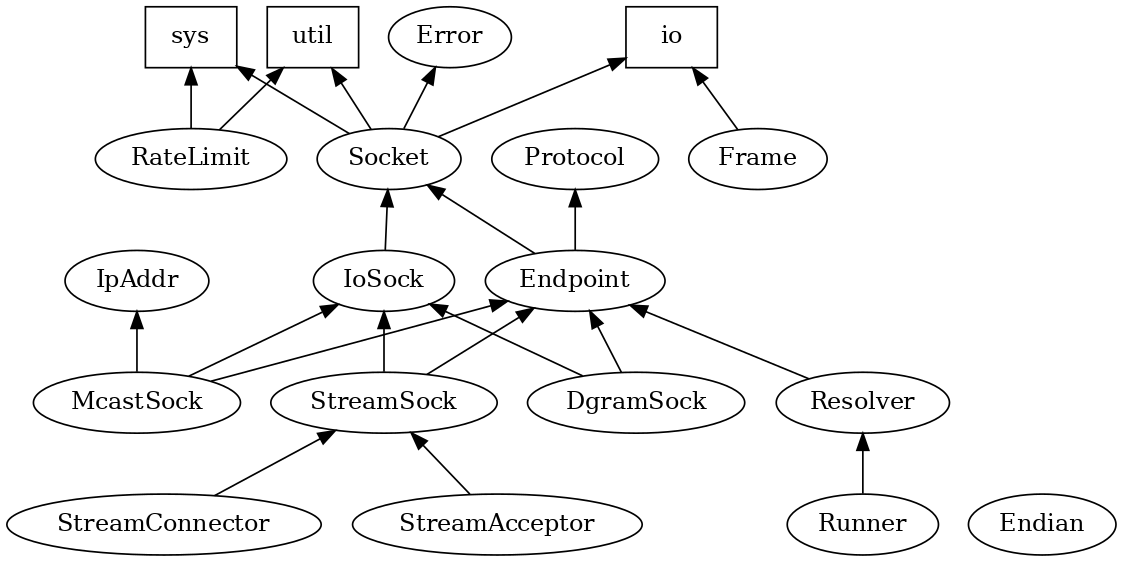 sys
util
Error
io
RateLimit
Socket
Protocol
Frame
IpAddr
IoSock
Endpoint
McastSock
StreamSock
DgramSock
Resolver
StreamConnector
StreamAcceptor
Runner
Endian